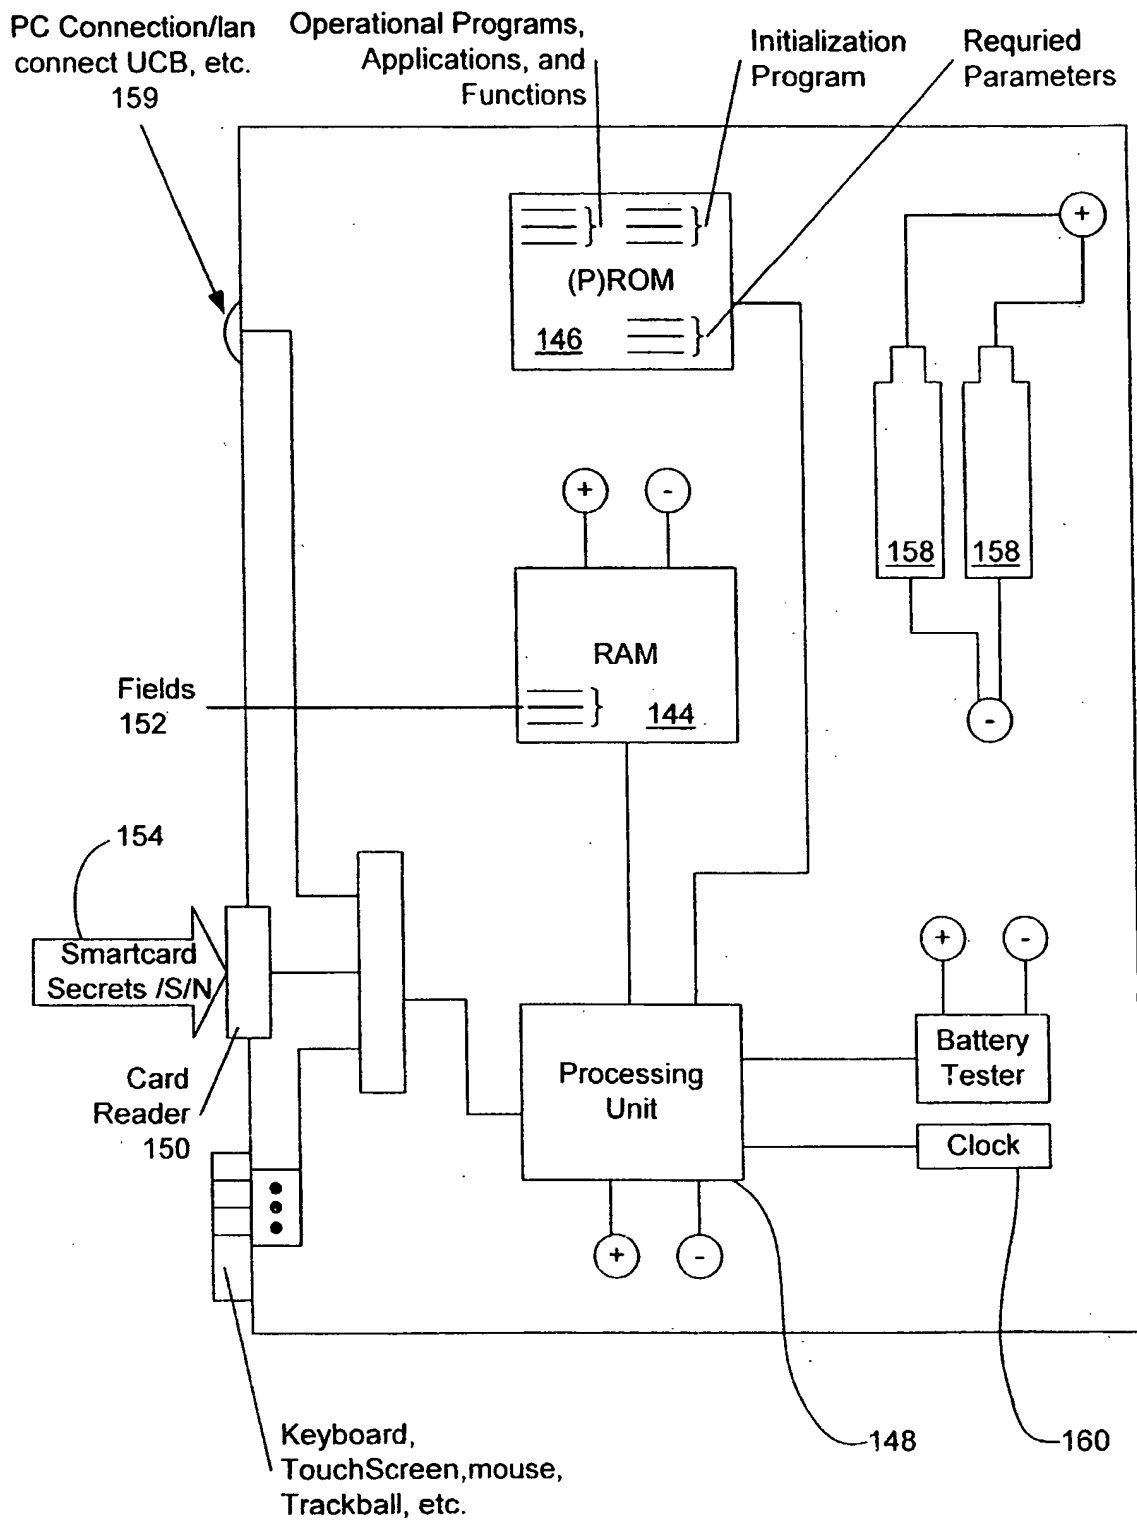 PC Connection/lan
connect UCB, etc.
159
Operational Programs,
Applications, and
Functions
Initialization
Program
Requried
Parameters
(P)ROM
146
+
158
158
-
+
-
RAM
144
Fields
152
154
Smartcard
Secrets /S/N
Card
Reader
150
Processing
Unit
+
-
+
-
Battery
Tester
Clock
148
160
Keyboard,
TouchScreen,mouse,
Trackball, etc.